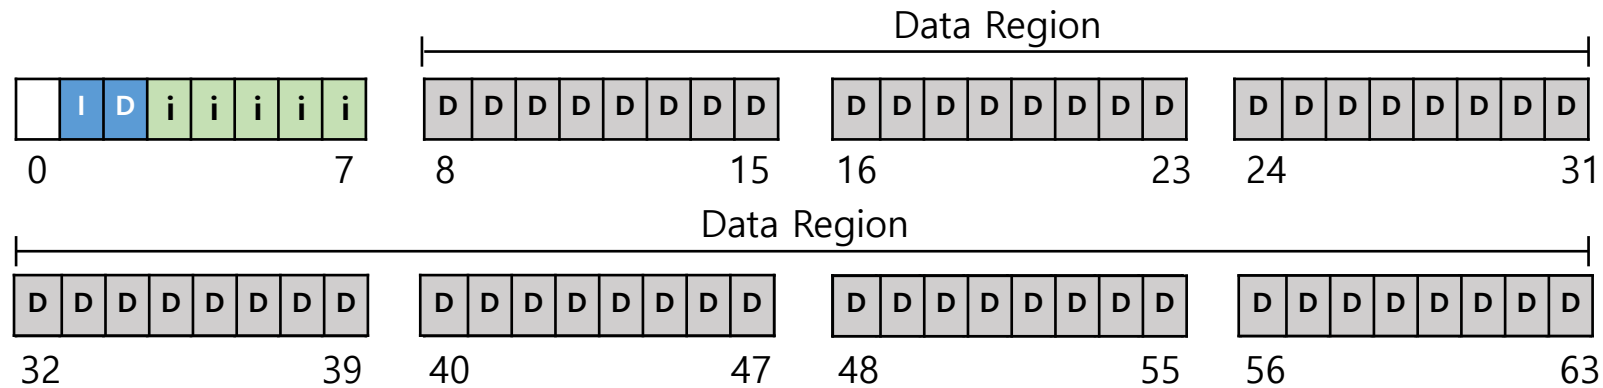 Data Region
I D i i i i i D D D D D D D D D D D D D D D D D D D D D D D D
0 7 8 15 16 23 24 31
Data Region
D D D D D D D D D D D D D D D D D D D D D D D D D D D D D D D D
32 39 40 47 48 55 56 63